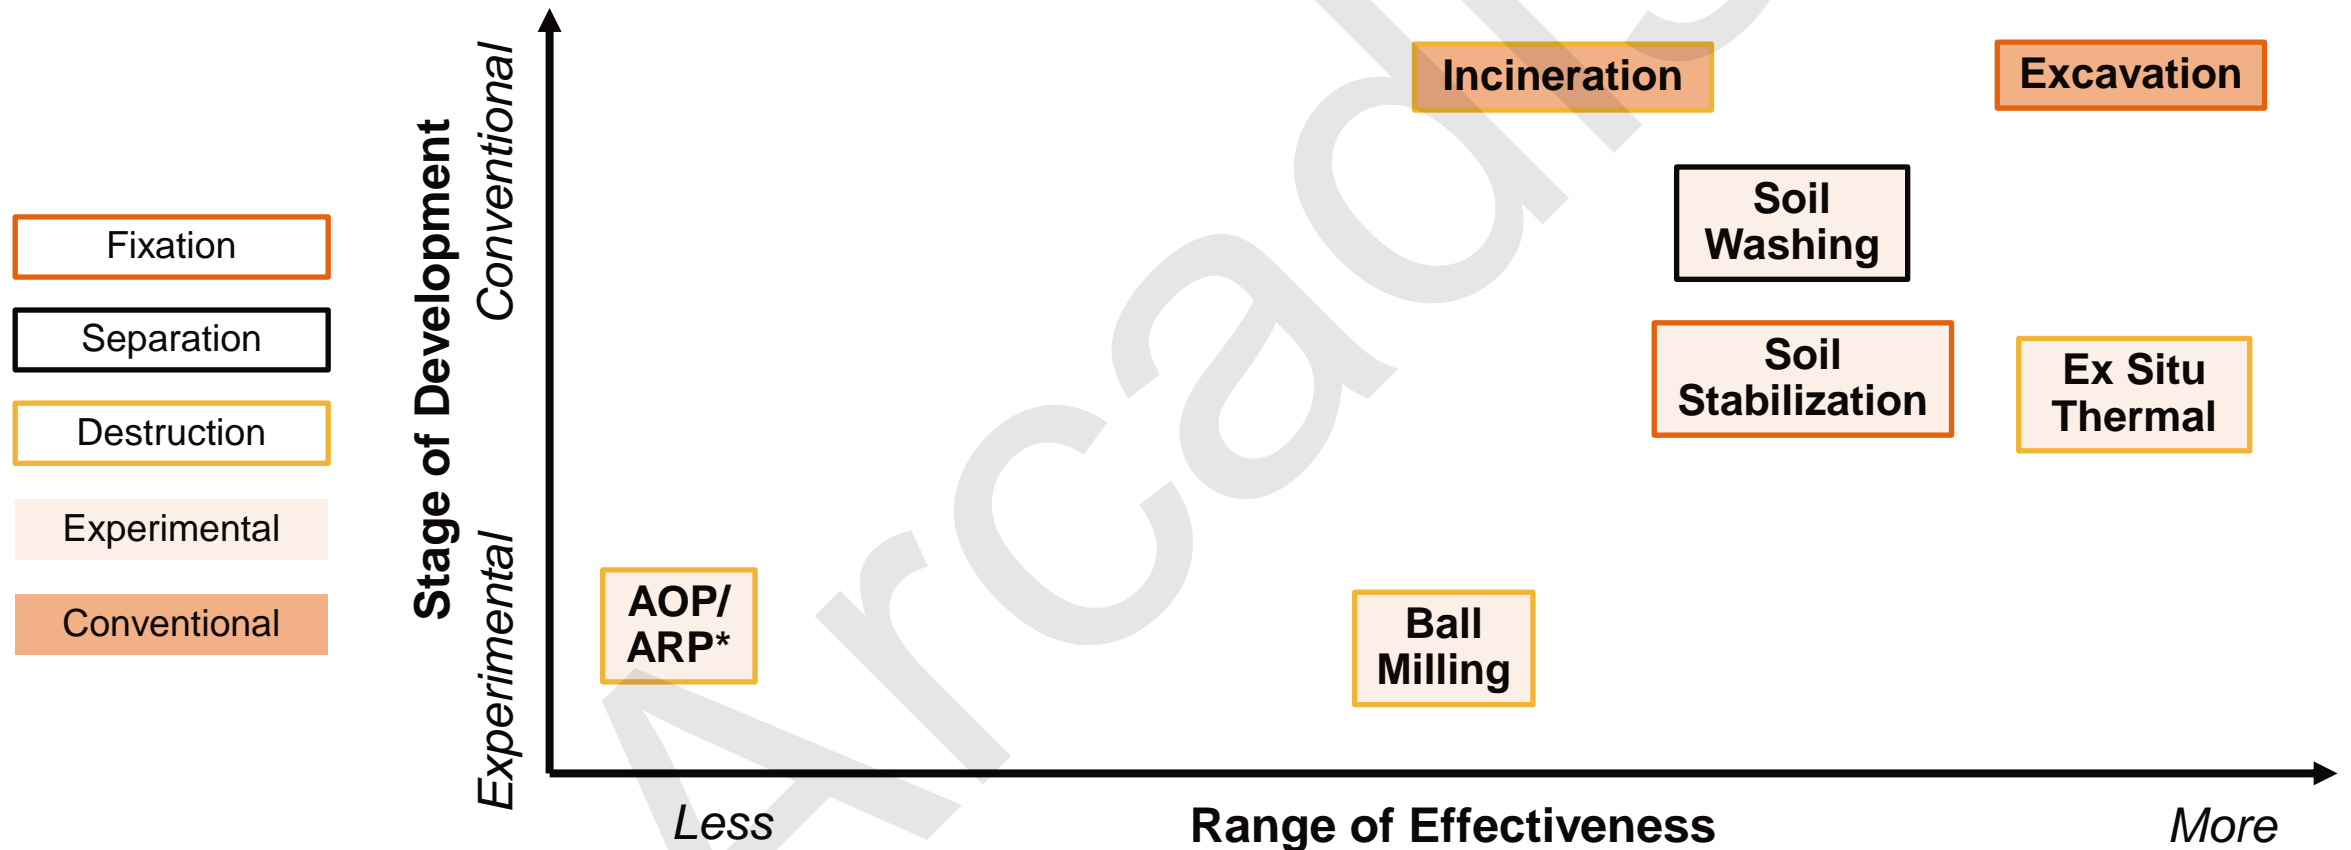 Fixation
Separation
Destruction
Experimental
Conventional
Stage of Development
Conventional
Experimental
Incineration
Excavation
Soil
Washing
Soil
Stabilization
Ex Situ
Thermal
AOP/
ARP*
Ball
Milling
Less
Range of Effectiveness
More
Arcadis